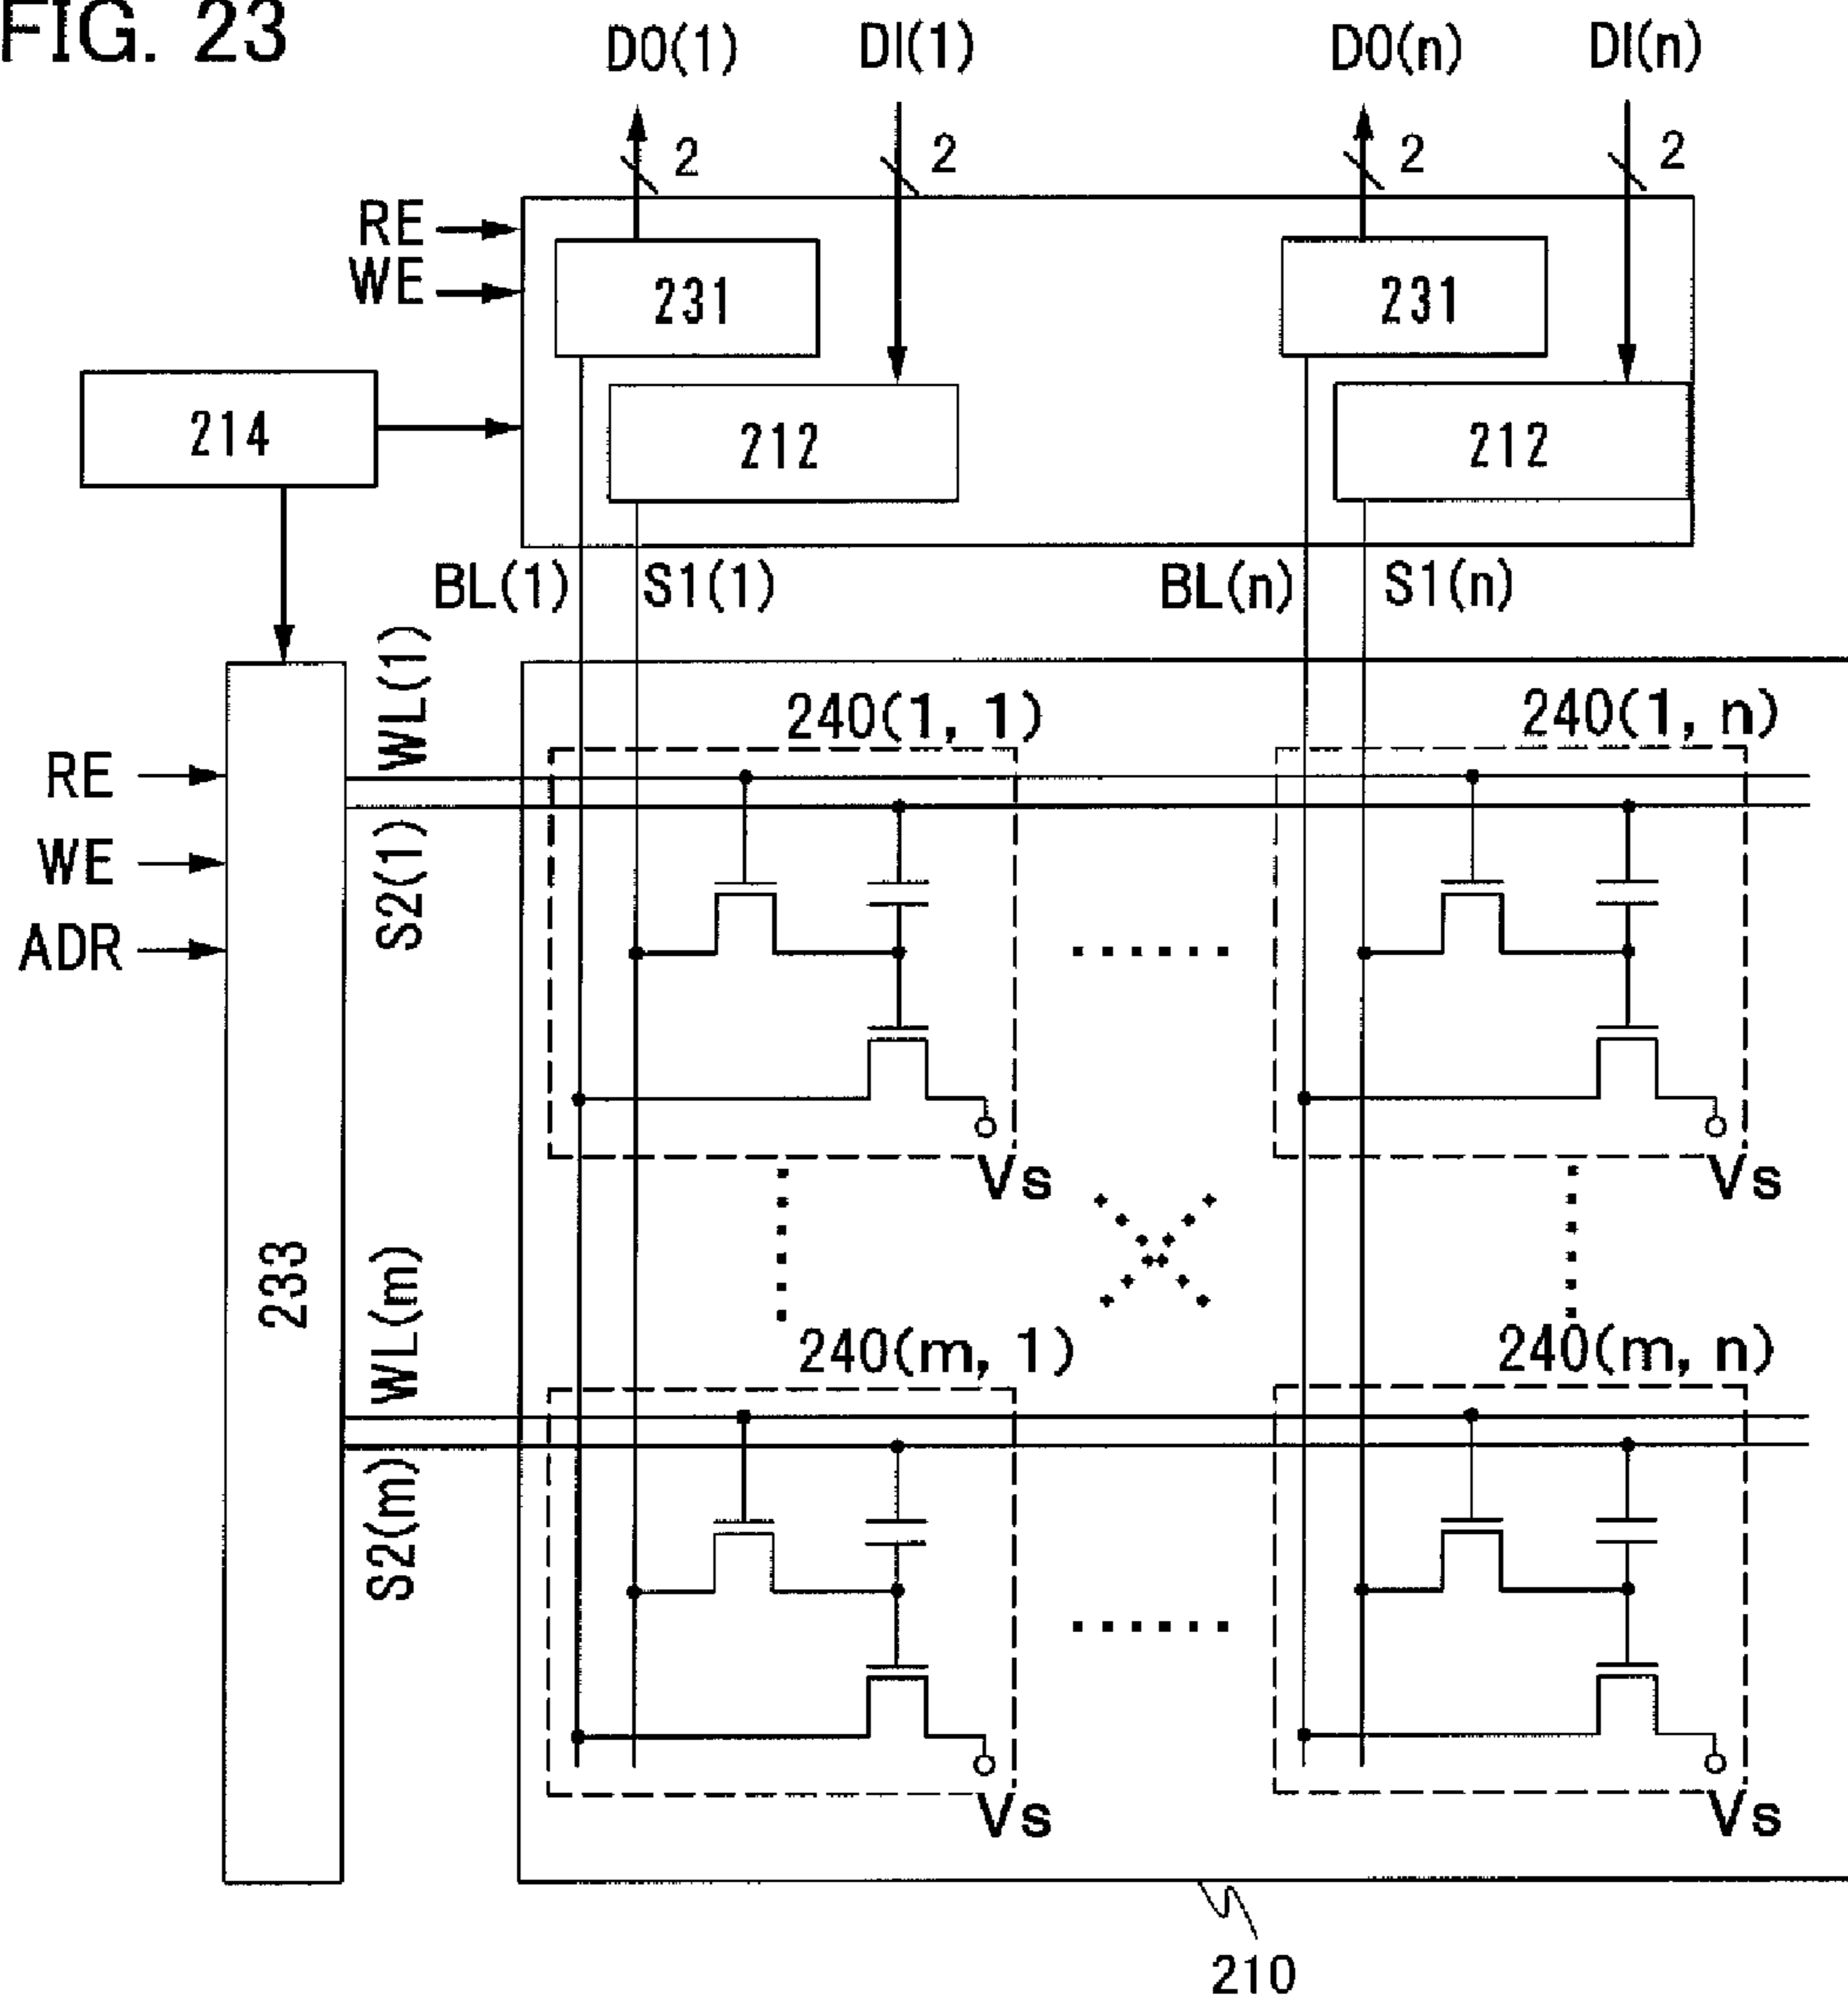 FIG. 23
DO(1)
DI(1)
DO(n)
DI(n)
2
2
2
2
RE
WE
231
231
214
212
212
BL(1)
S1(1)
BL(n)
S1(n)
WL(1)
240(1, 1)
240(1, n)
RE
WE
ADR
S2(1)
Vs
Vs
233
WL(m)
240(m, 1)
240(m, n)
S2(m)
Vs
Vs
210